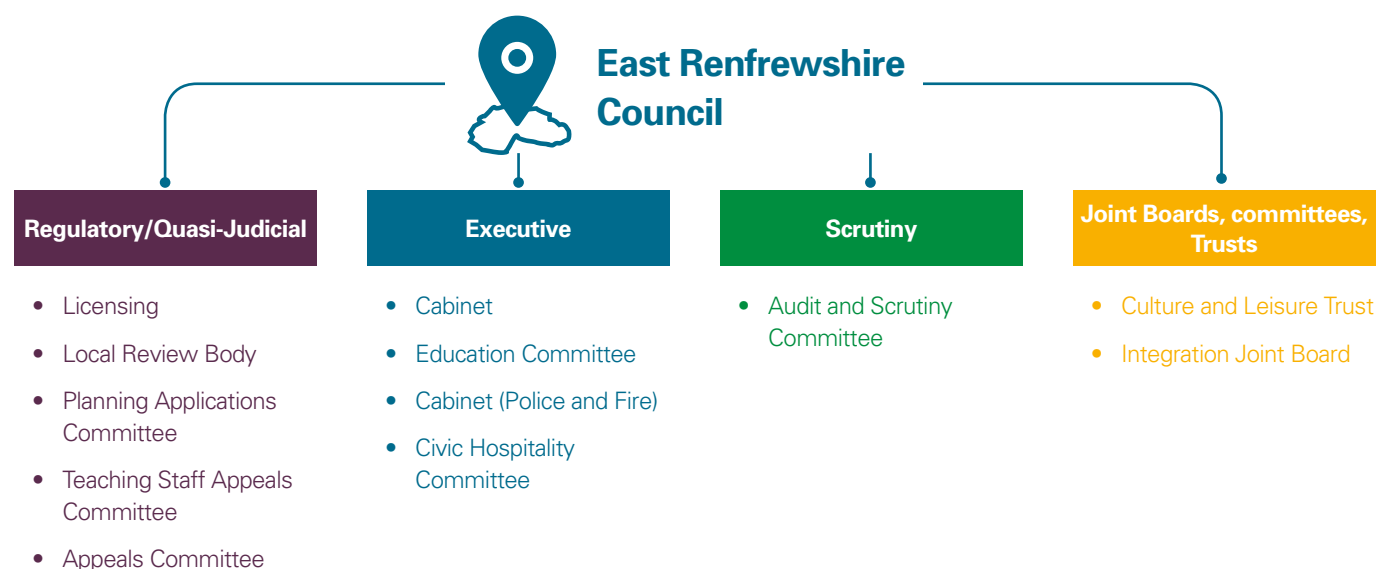 East Renfrewshire
Council
Regulatory/Quasi-Judicial
• Licensing
• Local Review Body
• Planning Applications
Committee
• Teaching Staff Appeals
Committee
• Appeals Committee
Executive
• Cabinet
• Education Committee
• Cabinet (Police and Fire)
• Civic Hospitality
Committee
Scrutiny
• Audit and Scrutiny
Committee
Joint Boards, committees,
Trusts
• Culture and Leisure Trust
• Integration Joint Board